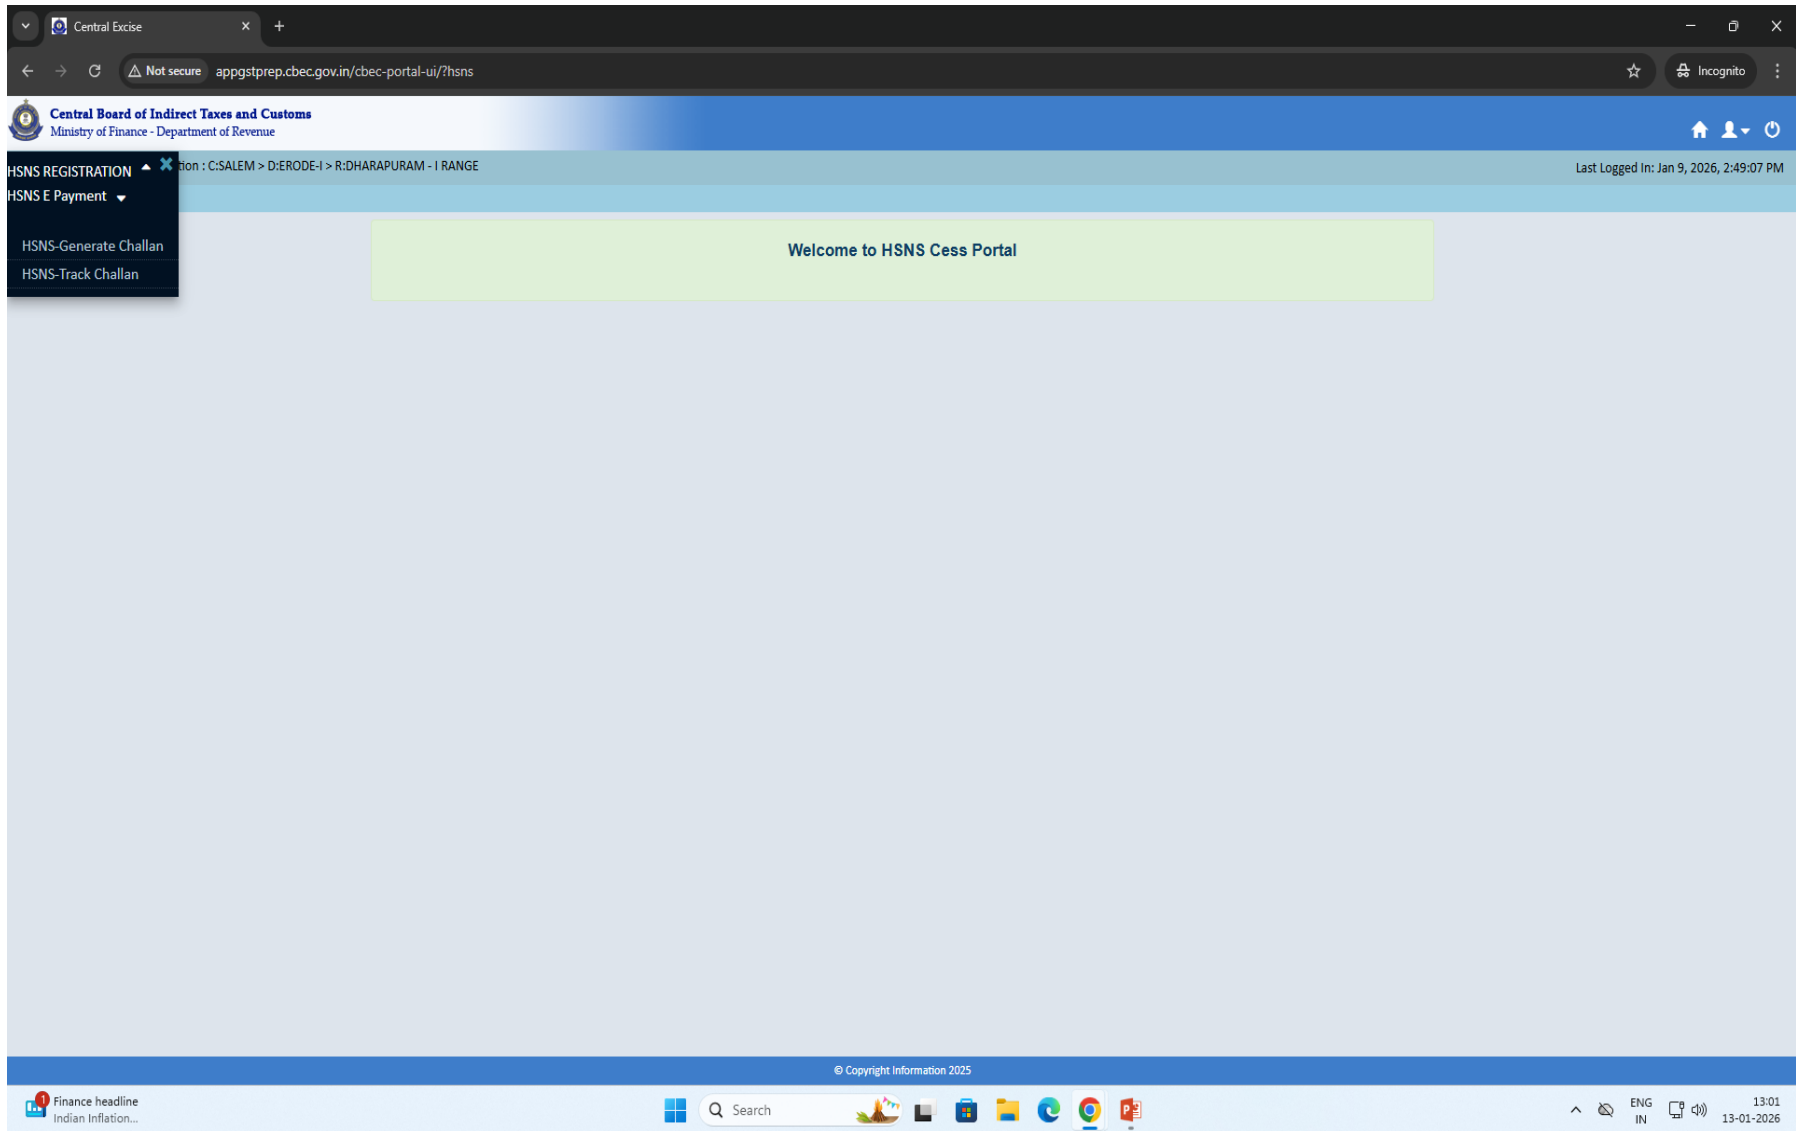 Central Excise
Not secure appgstprep.cbec.gov.in/cbec-portal-ui/?hsns
Incognito
Central Board of Indirect Taxes and Customs
Ministry of Finance - Department of Revenue
HSNS REGISTRATION
tion : C:SALEM > D:ERODE-I > R:DHARAPURAM - I RANGE
Last Logged In: Jan 9, 2026, 2:49:07 PM
HSNS E Payment
HSNS-Generate Challan
HSNS-Track Challan
Welcome to HSNS Cess Portal
© Copyright Information 2025
1
Finance headline
Indian Inflation...
Search
ENG
IN
13:01
13-01-2026